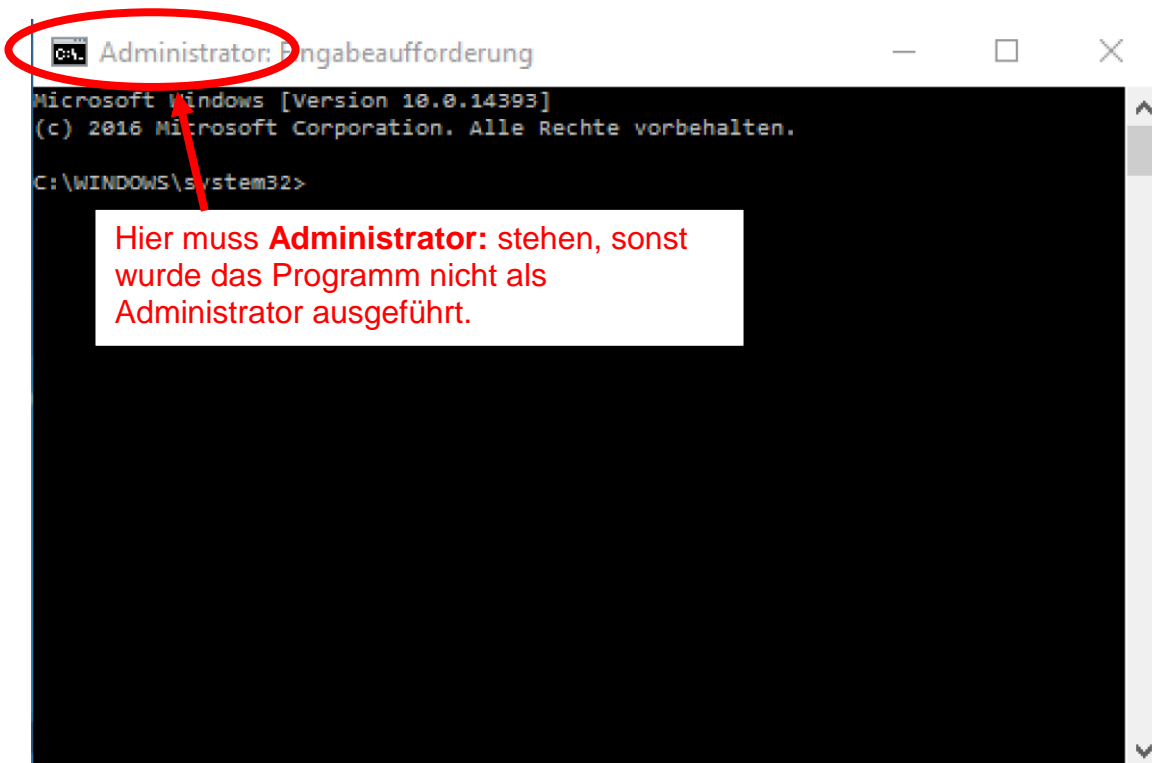 Administrator: Eingabeaufforderung
Microsoft Windows [Version 10.0.14393]
(c) 2016 Microsoft Corporation. Alle Rechte vorbehalten.
C:\WINDOWS\system32>
Hier muss Administrator: stehen, sonst
wurde das Programm nicht als
Administrator ausgeführt.